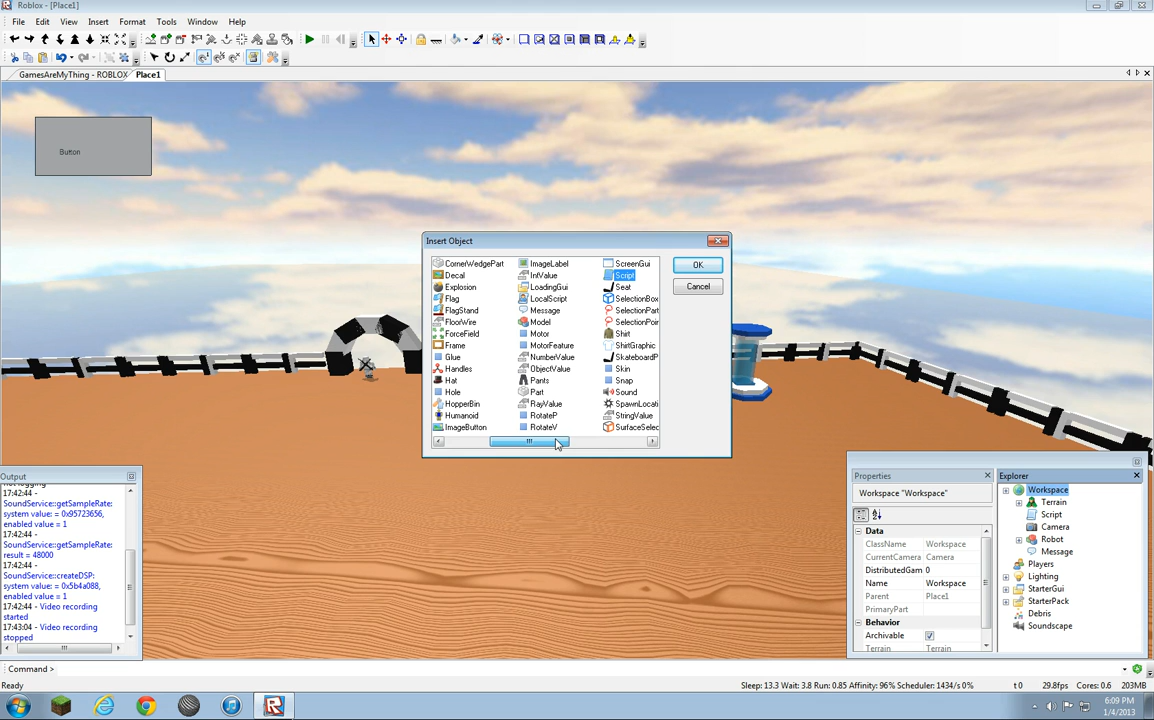 Roblox - [Place1]
File Edit View Insert Format Tools Window Help
GamesAreMyThing - ROBLOX Place1
Button
Insert Object
CornerWedgePart ImageLabel ScreenGui
Decal IntValue Script
Explosion LoadingGui Seat
Flag LocalScript SelectionBox
FlagStand Message SelectionPart
FloorWire Model SelectionPoin
ForceField Motor Shirt
Frame MotorFeature ShirtGraphic
Glue NumberValue SkateboardP
Handles ObjectValue Skin
Hat Pants Snap
Hole Part Sound
HopperBin RayValue SpawnLocati
Humanoid RotateP StringValue
ImageButton RotateV SurfaceSelec
OK
Cancel
Output
17:42:44 -
SoundService::getSampleRate:
system value: = 0x95723656,
enabled value = 1
17:42:44 -
SoundService::getSampleRate:
result = 48000
17:42:44 -
SoundService::createDSP:
system value: = 0x5b4a088,
enabled value = 1
17:42:44 - Video recording
started
17:43:04 - Video recording
stopped
Properties
Workspace "Workspace"
Data
ClassName Workspace
CurrentCamera Camera
DistributedGam 0
Name Workspace
Parent Place1
PrimaryPart
Behavior
Archivable
Terrain Terrain
Explorer
Workspace
Terrain
Script
Camera
Robot
Message
Players
Lighting
StarterGui
StarterPack
Debris
Soundscape
Command >
Ready Sleep: 13.3 Wait: 3.8 Run: 0.85 Affinity: 96% Scheduler: 1434/s 0% t 0 29.8fps Cores: 0.6 203MB
6:09 PM
1/4/2013